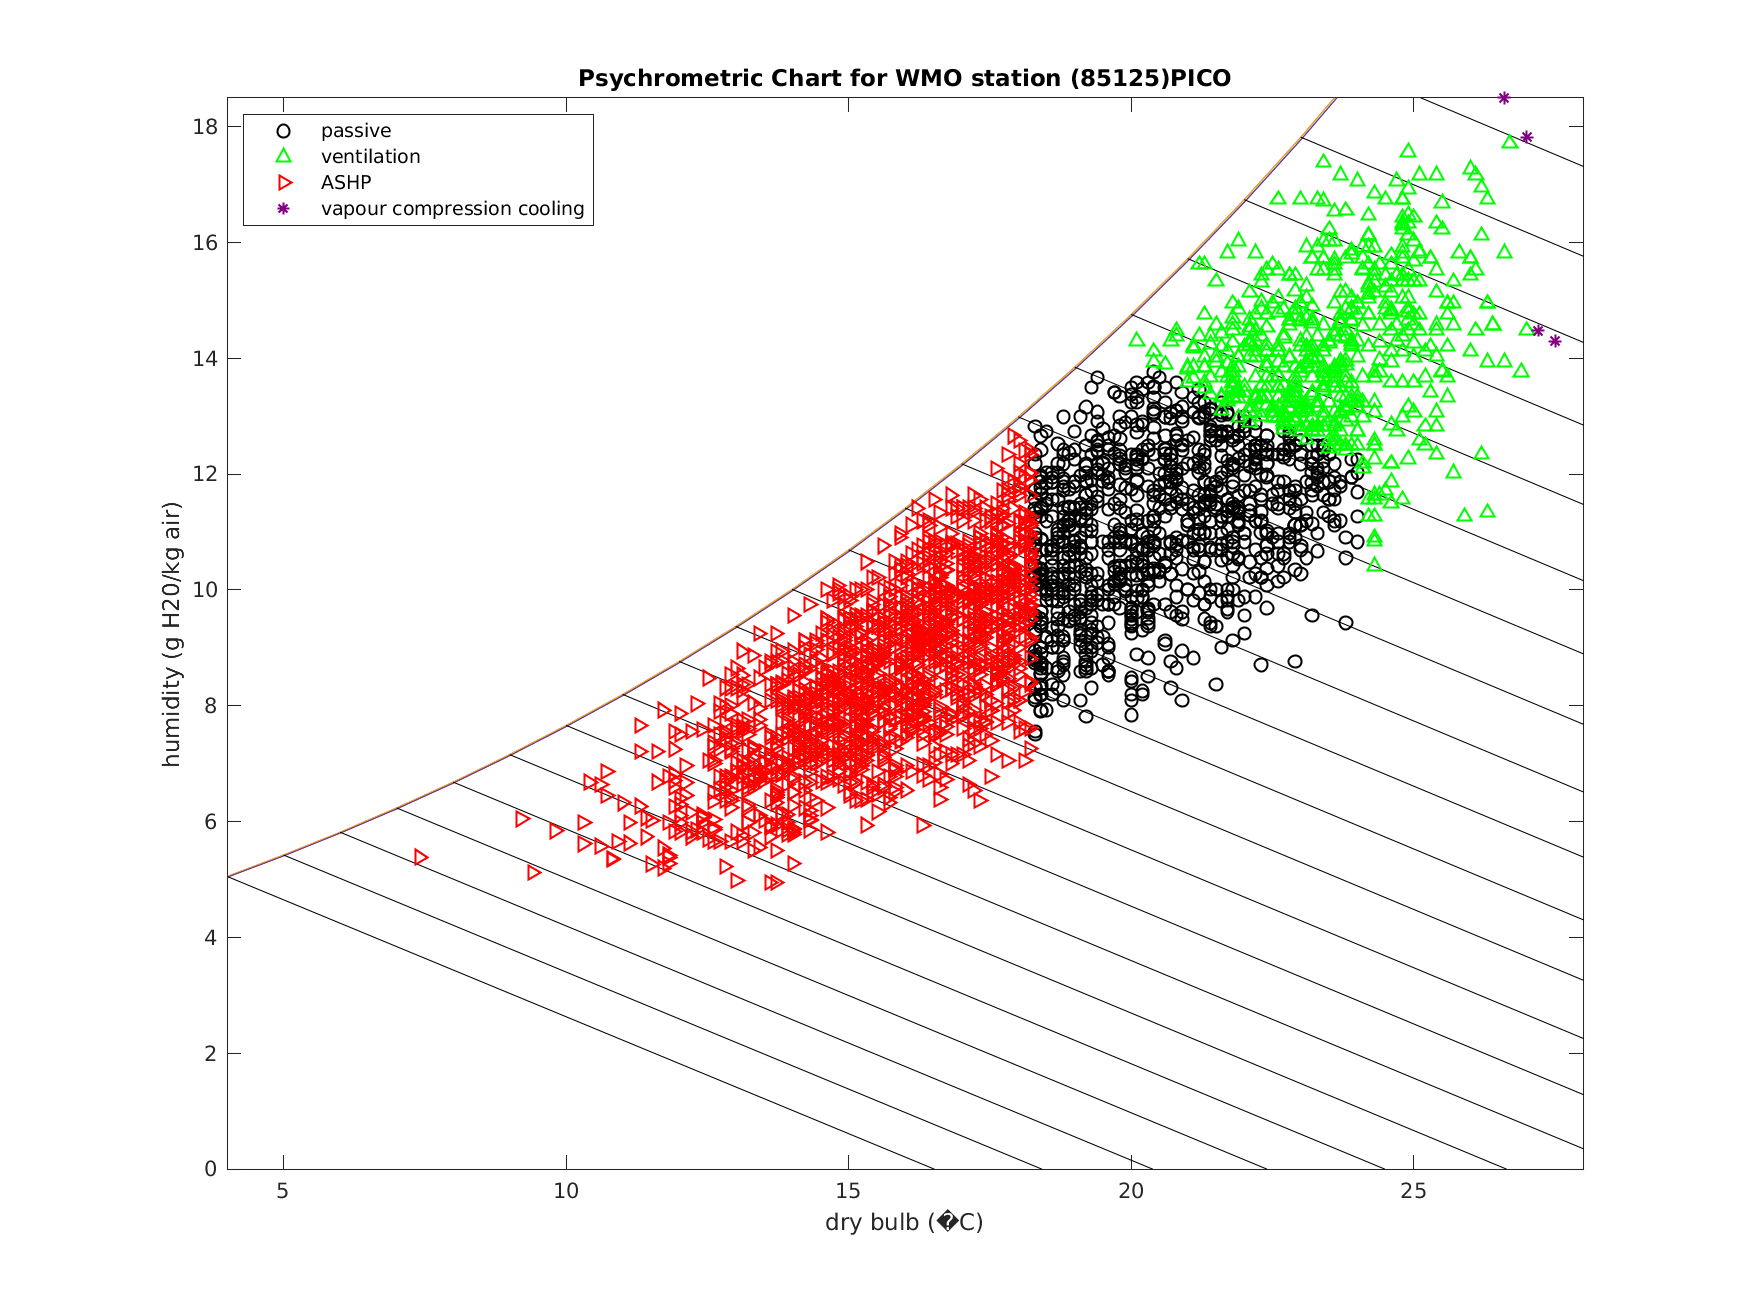 Psychrometric Chart for WMO station (85125)PICO
passive
ventilation
ASHP
vapour compression cooling
18
16
14
12
10
8
6
4
2
0
humidity (g H20/kg air)
5 10 15 20 25
dry bulb (�C)